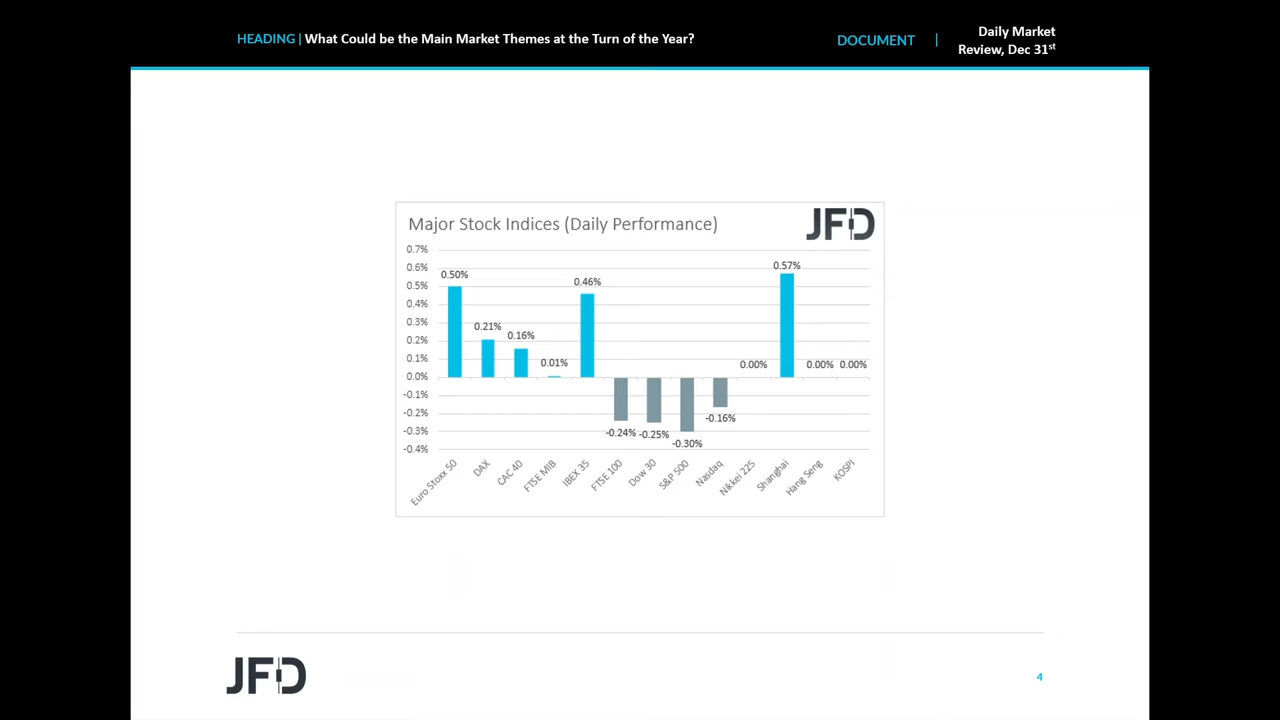 HEADING | What Could be the Main Market Themes at the Turn of the Year?
DOCUMENT |
Daily Market
Review, Dec 31st
Major Stock Indices (Daily Performance)
JFD
0.7%
0.6%
0.5%
0.4%
0.3%
0.2%
0.1%
0.0%
-0.1%
-0.2%
-0.3%
-0.4%
0.50%
0.21%
0.16%
0.01%
0.46%
-0.24%
-0.25%
-0.30%
-0.16%
0.00%
0.57%
0.00%
0.00%
Euro Stoxx 50
DAX
CAC 40
FTSE MIB
IBEX 35
FTSE 100
Dow 30
S&P 500
Nasdaq
Nikkei 225
Shanghai
Hang Seng
KOSPI
JFD
4